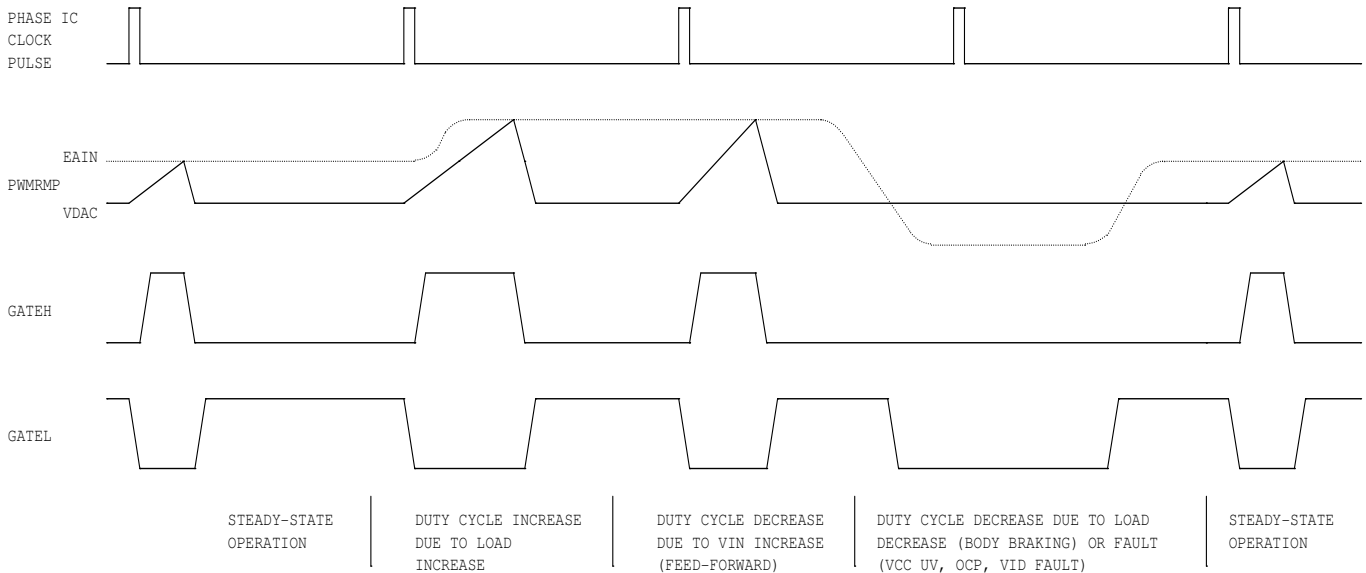 PHASE IC
CLOCK
PULSE
EAIN
PWMRMP
VDAC
GATEH
GATEL
STEADY-STATE
OPERATION
DUTY CYCLE INCREASE
DUE TO LOAD
INCREASE
DUTY CYCLE DECREASE
DUE TO VIN INCREASE
(FEED-FORWARD)
DUTY CYCLE DECREASE DUE TO LOAD
DECREASE (BODY BRAKING) OR FAULT
(VCC UV, OCP, VID FAULT)
STEADY-STATE
OPERATION